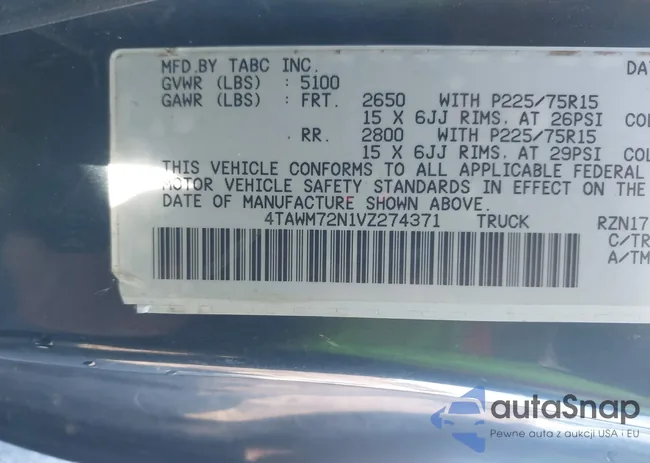 MFD.BY TABC INC. DA
GVWR (LBS) : 5100
GAWR (LBS) : FRT. 2650 WITH P225/75R15
15 X 6JJ RIMS. AT 26PSI COL
: RR. 2800 WITH P225/75R15
15 X 6JJ RIMS. AT 29PSI COL
THIS VEHICLE CONFORMS TO ALL APPLICABLE FEDERAL
MOTOR VEHICLE SAFETY STANDARDS IN EFFECT ON THE
DATE OF MANUFACTURE SHOWN ABOVE.
4TAWM72N1VZ274371 TRUCK RZN17
C/TR
A/TM
autoSnap
Pewne auta z aukcji USA i EU